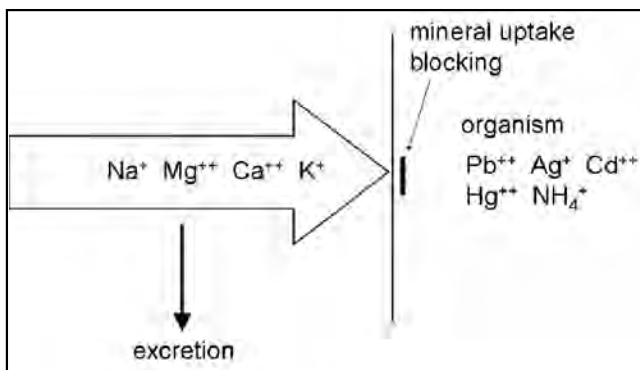 mineral uptake
blocking
organism
Na⁺ Mg⁺⁺ Ca⁺⁺ K⁺
Pb⁺⁺ Ag⁺ Cd⁺⁺
Hg⁺⁺ NH₄⁺
excretion